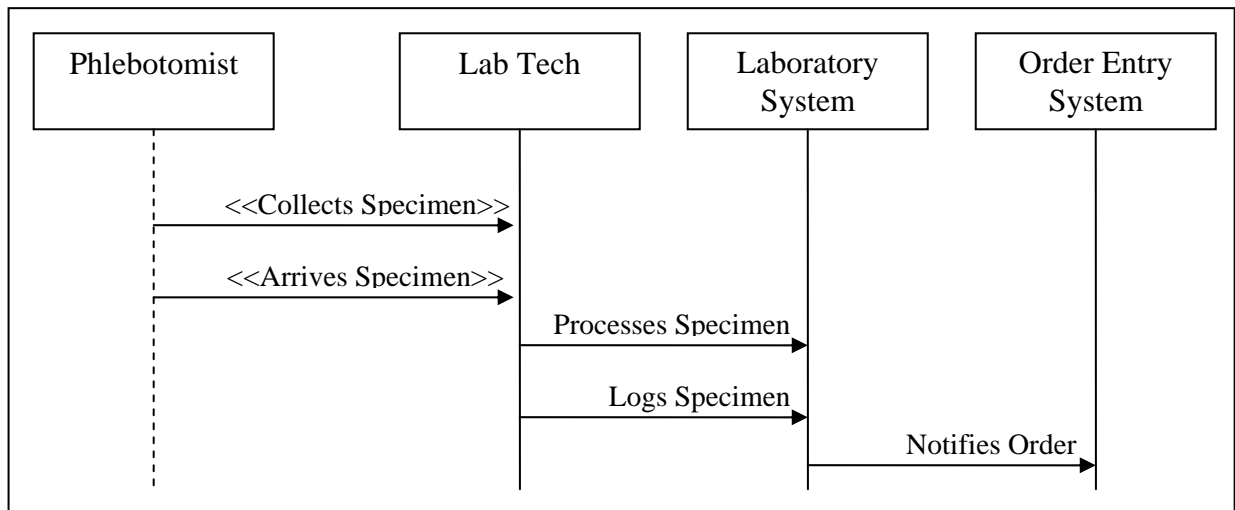 Phlebotomist
Lab Tech
Laboratory
System
Order Entry
System
<<Collects Specimen>>
<<Arrives Specimen>>
Processes Specimen
Logs Specimen
Notifies Order